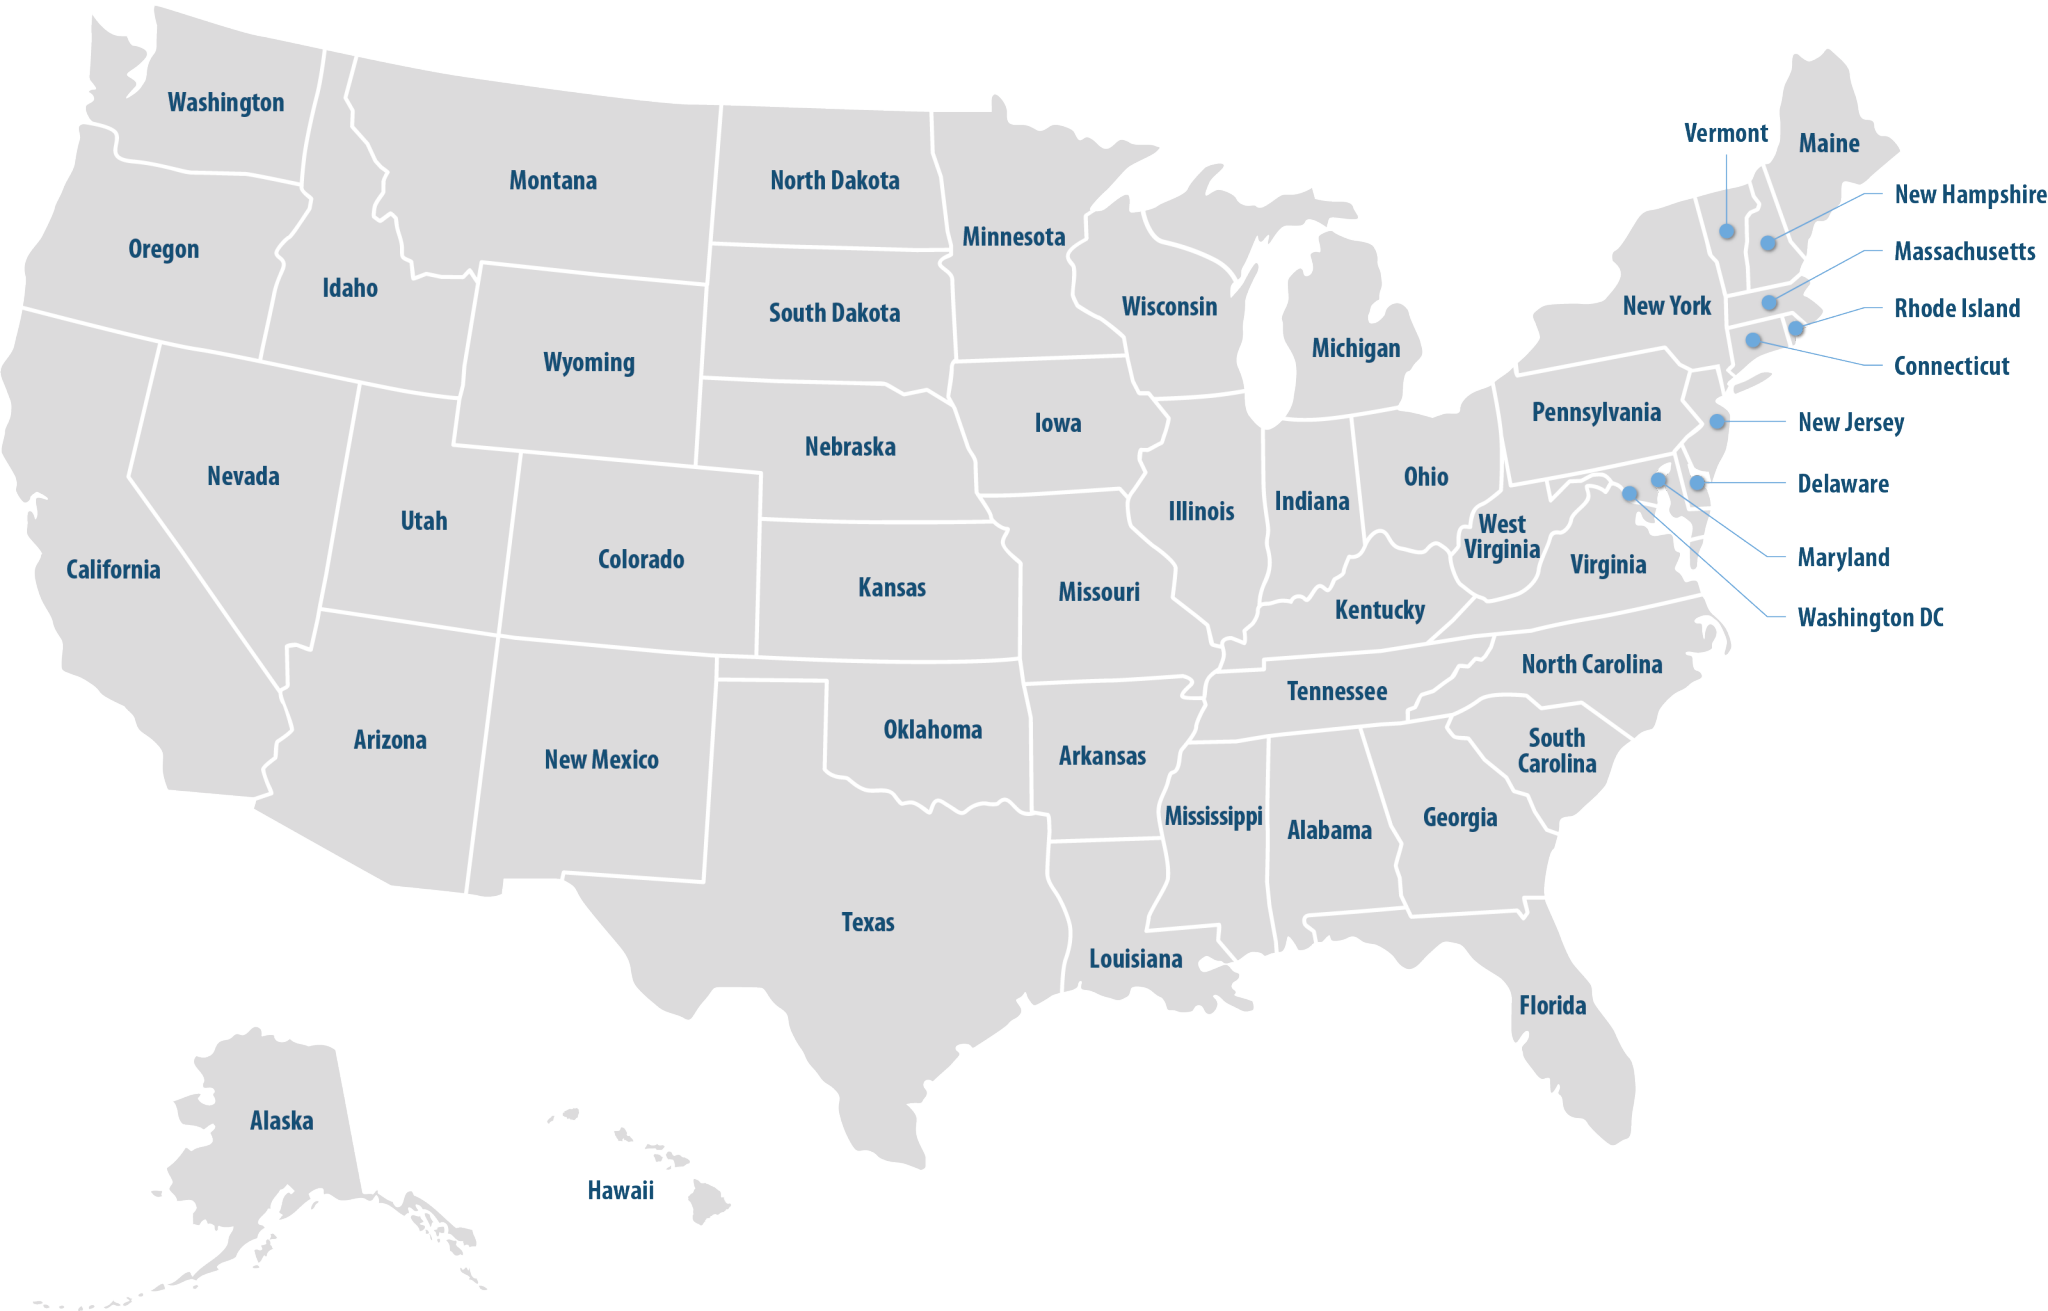 Washington
Montana
North Dakota
Minnesota
Vermont
Maine
New Hampshire
Oregon
Idaho
Massachusetts
South Dakota
Wisconsin
New York
Rhode Island
Wyoming
Michigan
Connecticut
Iowa
Pennsylvania
New Jersey
Nebraska
Nevada
Ohio
Delaware
Utah
Illinois
Indiana
West
Virginia
Colorado
California
Kansas
Missouri
Virginia
Maryland
Kentucky
Washington DC
North Carolina
Tennessee
Arizona
New Mexico
Oklahoma
Arkansas
South
Carolina
Mississippi
Alabama
Georgia
Texas
Louisiana
Florida
Alaska
Hawaii